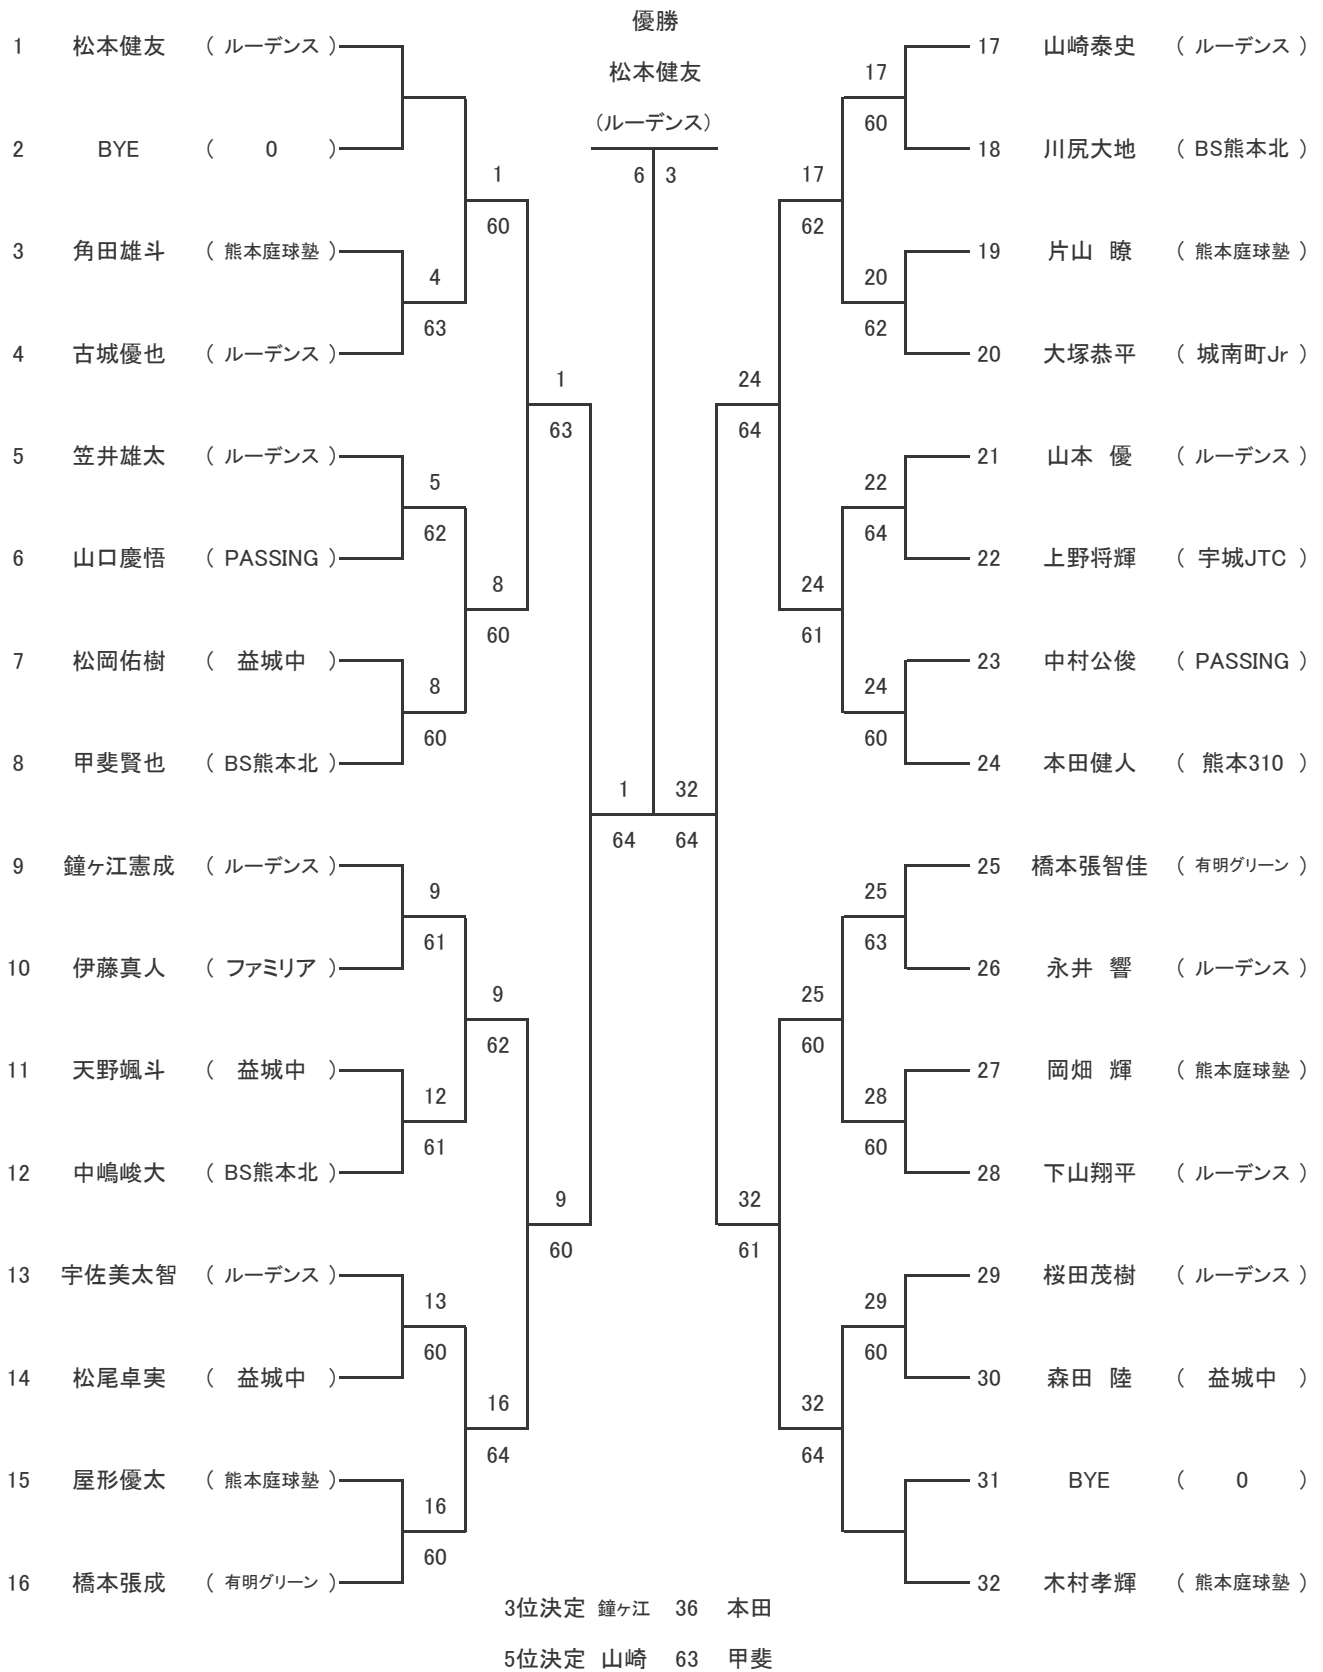 優勝
1 松本健友 ( ルーデンス ) 17 山崎泰史 ( ルーデンス )
松本健友 17
(ルーデンス) 60
2 BYE ( 0 ) 18 川尻大地 ( BS熊本北 )
1 6 3 17
60 62
3 角田雄斗 ( 熊本庭球塾 ) 19 片山 瞭 ( 熊本庭球塾 )
4 20
63 62
4 古城優也 ( ルーデンス ) 20 大塚恭平 ( 城南町Jr )
1 24
63 64
5 笠井雄太 ( ルーデンス ) 21 山本 優 ( ルーデンス )
5 22
62 64
6 山口慶悟 ( PASSING ) 22 上野将輝 ( 宇城JTC )
8 24
60 61
7 松岡佑樹 ( 益城中 ) 23 中村公俊 ( PASSING )
8 24
60 60
8 甲斐賢也 ( BS熊本北 ) 24 本田健人 ( 熊本310 )
1 32
64 64
9 鐘ヶ江憲成 ( ルーデンス ) 25 橋本張智佳 ( 有明グリーン )
9 25
61 63
10 伊藤真人 ( ファミリア ) 26 永井 響 ( ルーデンス )
9 25
62 60
11 天野颯斗 ( 益城中 ) 27 岡畑 輝 ( 熊本庭球塾 )
12 28
61 60
12 中嶋峻大 ( BS熊本北 ) 28 下山翔平 ( ルーデンス )
9 32
60 61
13 宇佐美太智 ( ルーデンス ) 29 桜田茂樹 ( ルーデンス )
13 29
60 60
14 松尾卓実 ( 益城中 ) 30 森田 陸 ( 益城中 )
16 32
64 64
15 屋形優太 ( 熊本庭球塾 ) 31 BYE ( 0 )
16
60
16 橋本張成 ( 有明グリーン ) 32 木村孝輝 ( 熊本庭球塾 )
3位決定 鐘ヶ江 36 本田
5位決定 山崎 63 甲斐